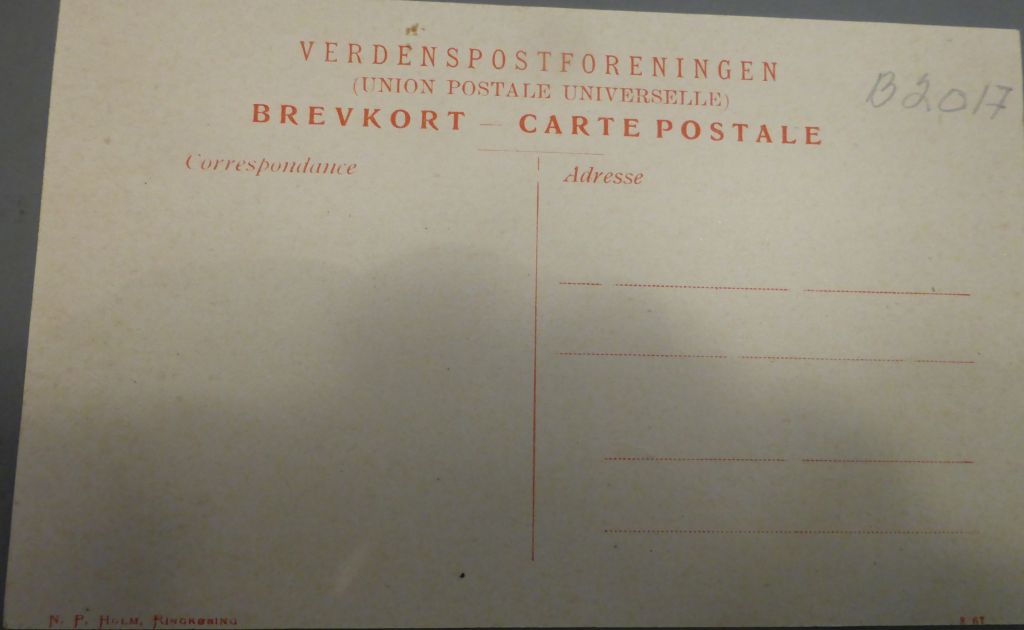 VERDENSPOSTFORENINGEN
(UNION POSTALE UNIVERSELLE)
B2017
BREVKORT — CARTE POSTALE
Correspondance
Adresse
N. P. HOLM, RINGKØBING